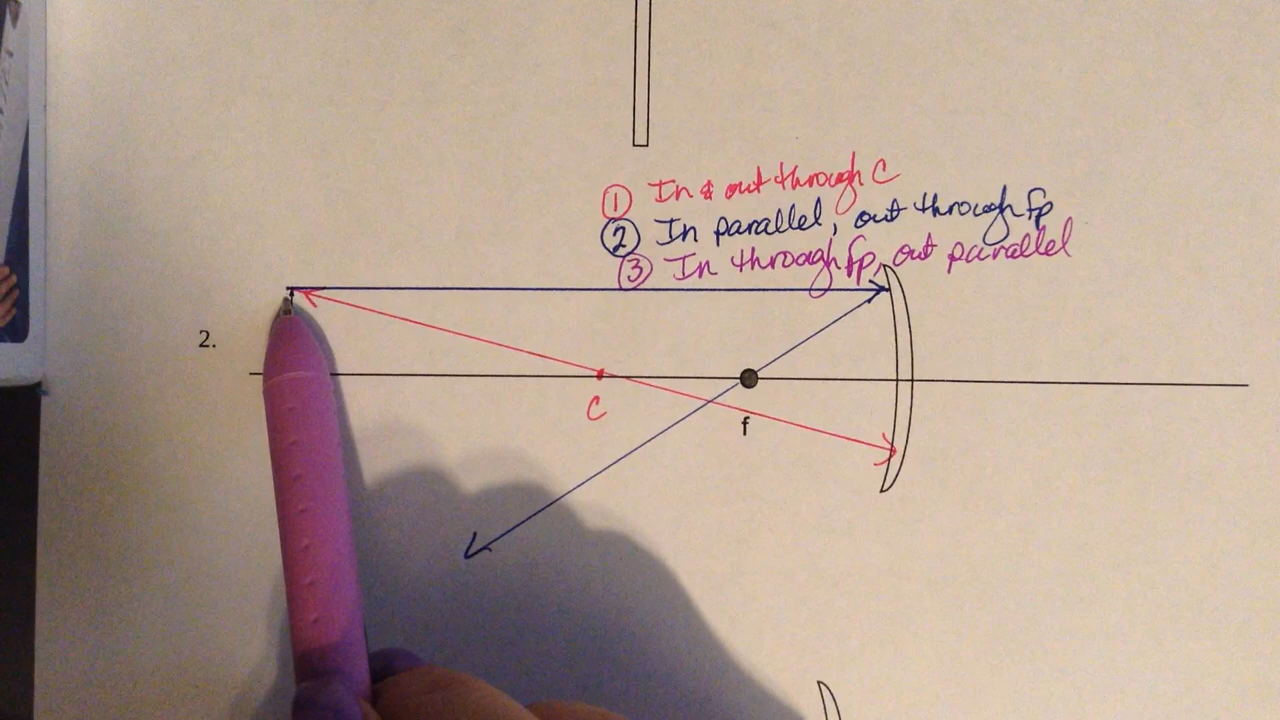 ① In & out through C
② In parallel, out through fp
③ In through fp, out parallel
2.
C
f